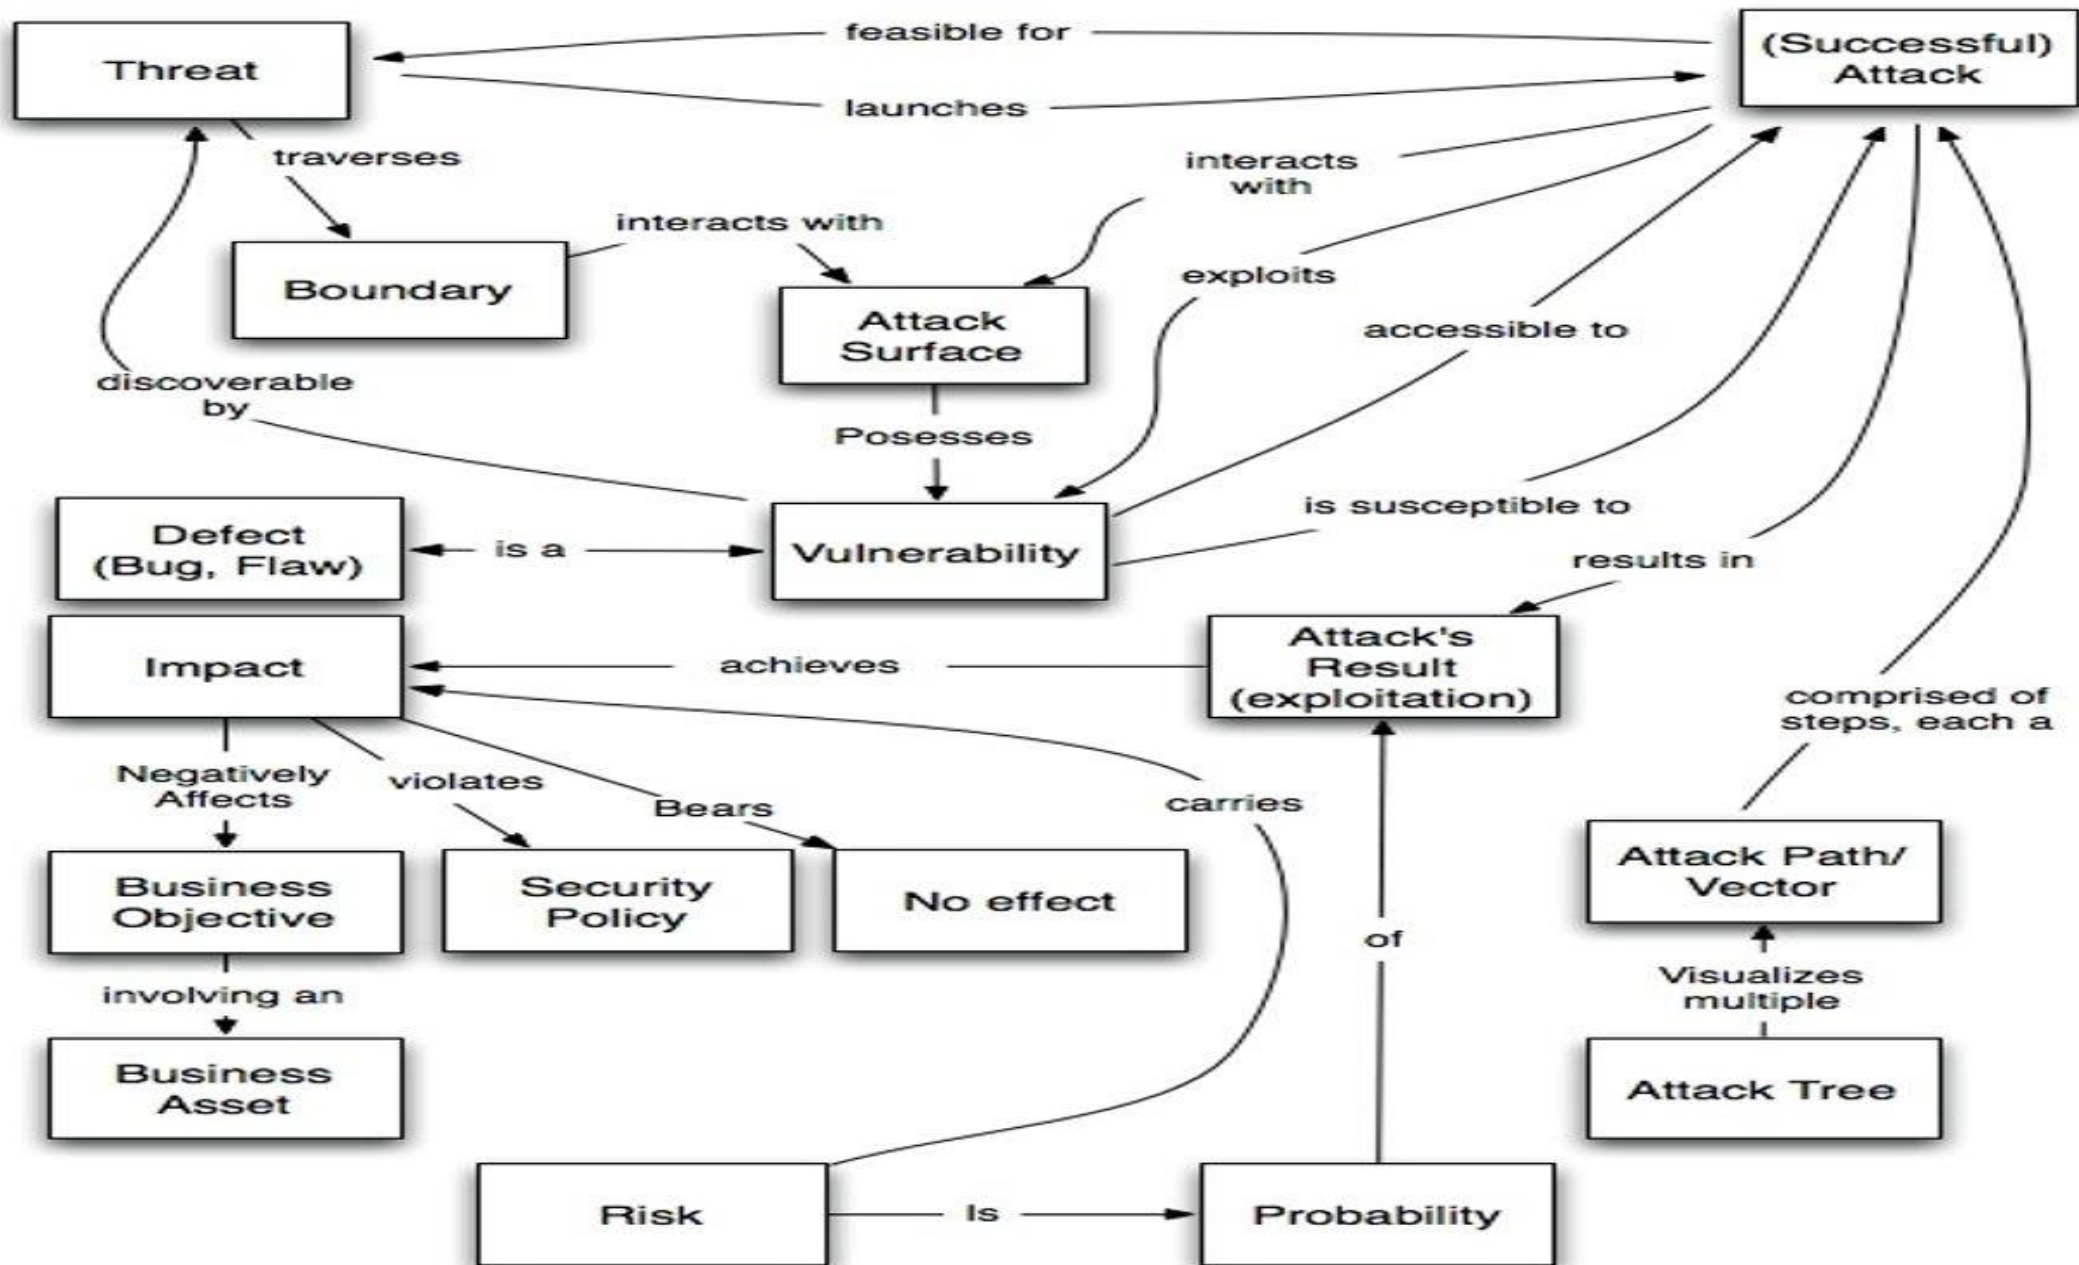 feasible for
(Successful)
Attack
Threat
launches
traverses
interacts
with
interacts with
Boundary
exploits
Attack
Surface
accessible to
discoverable
by
Posesses
is susceptible to
Defect
(Bug, Flaw)
is a
Vulnerability
results in
Impact
achieves
Attack's
Result
(exploitation)
comprised of
steps, each a
Negatively
Affects
violates
Bears
carries
Business
Objective
Security
Policy
No effect
Attack Path/
Vector
of
involving an
Visualizes
multiple
Business
Asset
Attack Tree
Risk
Is
Probability